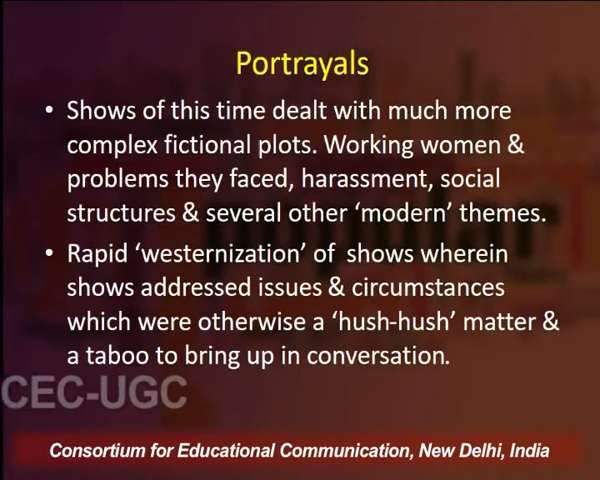 Portrayals
• Shows of this time dealt with much more
complex fictional plots. Working women &
problems they faced, harassment, social
structures & several other ‘modern’ themes.
• Rapid ‘westernization’ of shows wherein
shows addressed issues & circumstances
which were otherwise a ‘hush-hush’ matter &
a taboo to bring up in conversation.
CEC-UGC
Consortium for Educational Communication, New Delhi, India